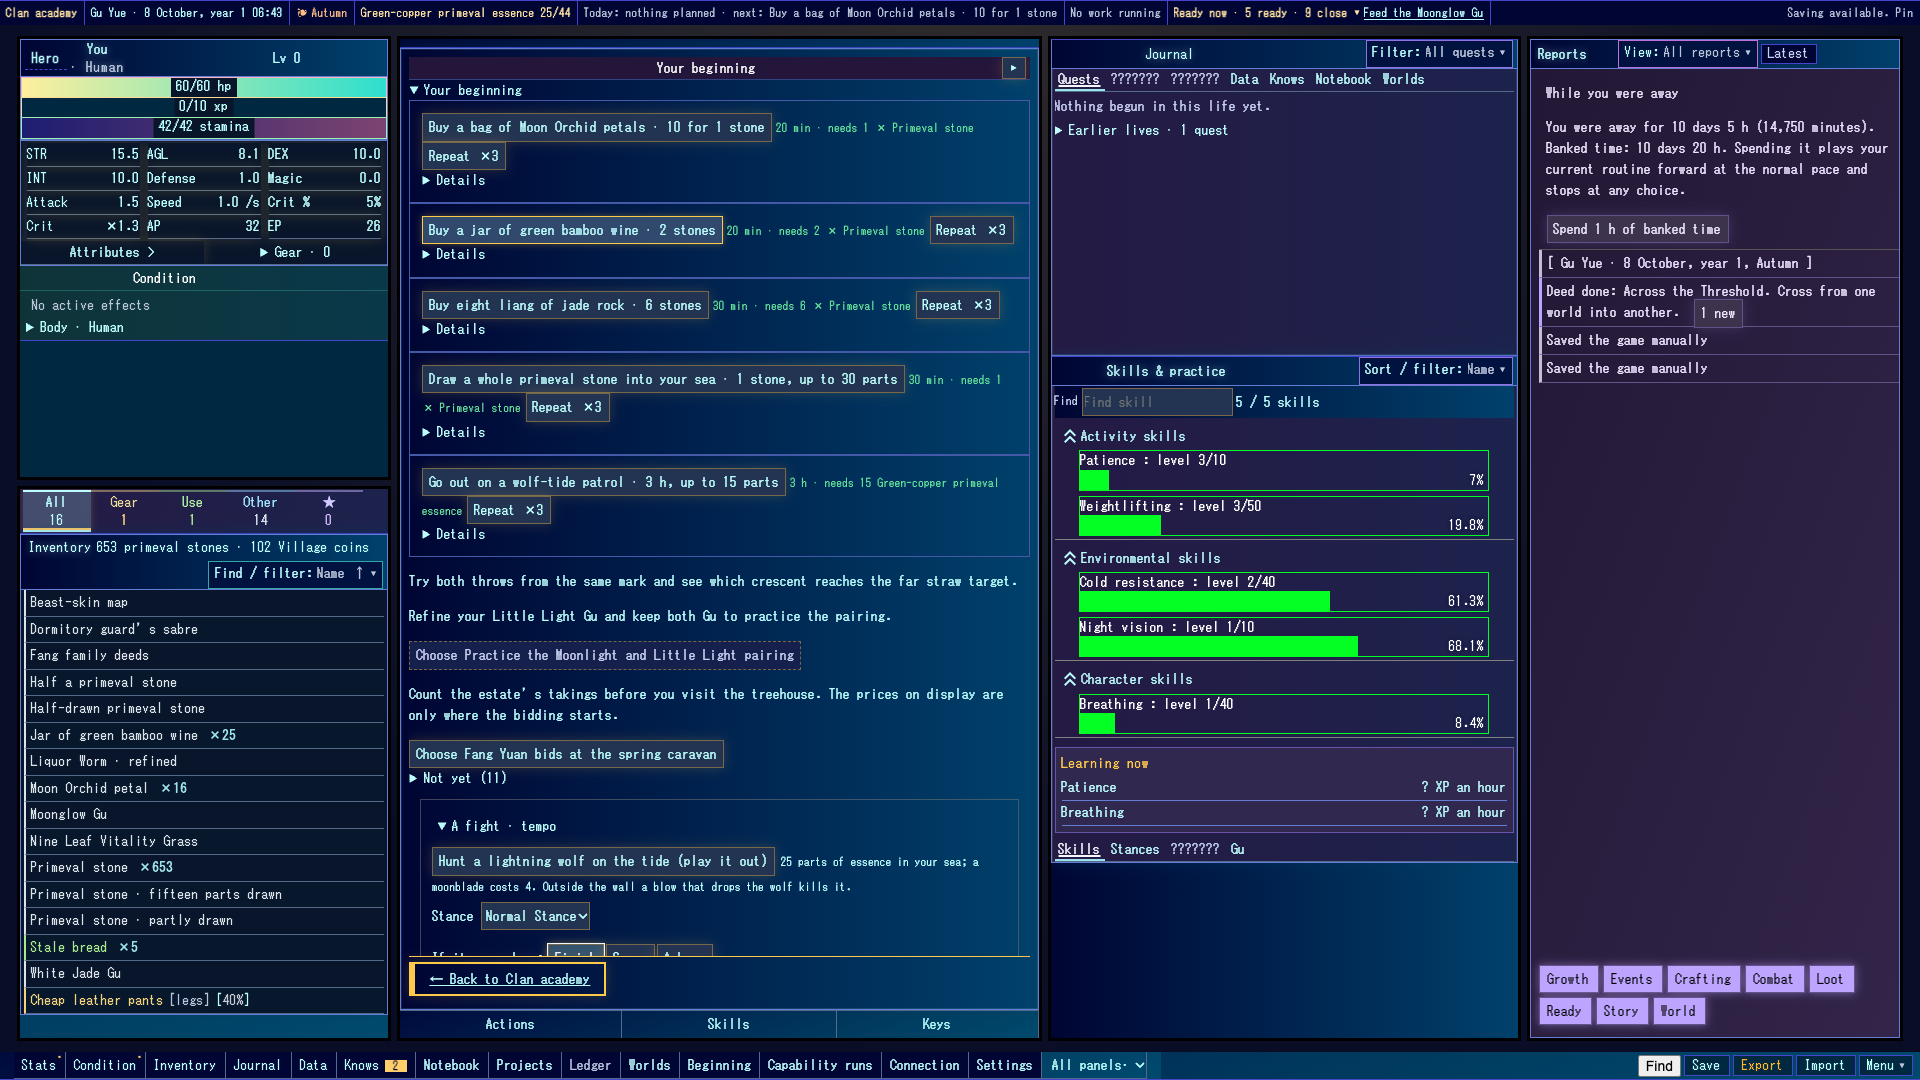 Clan academy
Gu Yue · 8 October, year 1 06:43
Autumn
Green-copper primeval essence 25/44
Today: nothing planned · next: Buy a bag of Moon Orchid petals · 10 for 1 stone
No work running
Ready now · 5 ready · 9 close ▾ Feed the Moonglow Gu
Saving available. Pin
Hero · You Human
Lv 0
60/60 hp
0/10 xp
42/42 stamina
STR 15.5 AGL 8.1 DEX 10.0
INT 10.0 Defense 1.0 Magic 0.0
Attack 1.5 Speed 1.0 /s Crit % 5%
Crit ×1.3 AP 32 EP 26
Attributes > ▶ Gear · 0
Condition
No active effects
▶ Body · Human
All 16
Gear 1
Use 1
Other 14
★ 0
Inventory 653 primeval stones · 102 Village coins
Find / filter: Name ↑ ▾
Beast-skin map
Dormitory guard's sabre
Fang family deeds
Half a primeval stone
Half-drawn primeval stone
Jar of green bamboo wine ×25
Liquor Worm · refined
Moon Orchid petal ×16
Moonglow Gu
Nine Leaf Vitality Grass
Primeval stone ×653
Primeval stone · fifteen parts drawn
Primeval stone · partly drawn
Stale bread ×5
White Jade Gu
Cheap leather pants [legs] [40%]
Your beginning ▸
▼ Your beginning
Buy a bag of Moon Orchid petals · 10 for 1 stone 20 min · needs 1 × Primeval stone
Repeat ×3
▶ Details
Buy a jar of green bamboo wine · 2 stones 20 min · needs 2 × Primeval stone Repeat ×3
▶ Details
Buy eight liang of jade rock · 6 stones 30 min · needs 6 × Primeval stone Repeat ×3
▶ Details
Draw a whole primeval stone into your sea · 1 stone, up to 30 parts 30 min · needs 1
× Primeval stone Repeat ×3
▶ Details
Go out on a wolf-tide patrol · 3 h, up to 15 parts 3 h · needs 15 Green-copper primeval
essence Repeat ×3
▶ Details
Try both throws from the same mark and see which crescent reaches the far straw target.
Refine your Little Light Gu and keep both Gu to practice the pairing.
Choose Practice the Moonlight and Little Light pairing
Count the estate's takings before you visit the treehouse. The prices on display are
only where the bidding starts.
Choose Fang Yuan bids at the spring caravan
▶ Not yet (11)
▼ A fight · tempo
Hunt a lightning wolf on the tide (play it out) 25 parts of essence in your sea; a
moonblade costs 4. Outside the wall a blow that drops the wolf kills it.
Stance Normal Stance
← Back to Clan academy
Actions Skills Keys
Journal
Filter: All quests ▾
Quests ??????? ??????? Data Knows Notebook Worlds
Nothing begun in this life yet.
▶ Earlier lives · 1 quest
Skills & practice
Sort / filter: Name ▾
Find Find skill 5 / 5 skills
Activity skills
Patience : level 3/10
7%
Weightlifting : level 3/50
19.8%
Environmental skills
Cold resistance : level 2/40
61.3%
Night vision : level 1/10
68.1%
Character skills
Breathing : level 1/40
8.4%
Learning now
Patience ? XP an hour
Breathing ? XP an hour
Skills Stances ??????? Gu
Reports
View: All reports ▾
Latest
While you were away
You were away for 10 days 5 h (14,750 minutes).
Banked time: 10 days 20 h. Spending it plays your
current routine forward at the normal pace and
stops at any choice.
Spend 1 h of banked time
[ Gu Yue · 8 October, year 1, Autumn ]
Deed done: Across the Threshold. Cross from one
world into another. 1 new
Saved the game manually
Saved the game manually
Growth Events Crafting Combat Loot
Ready Story World
Stats Condition Inventory Journal Data Knows 2 Notebook Projects Ledger Worlds Beginning Capability runs Connection Settings All panels·
Find Save Export Import Menu ▾